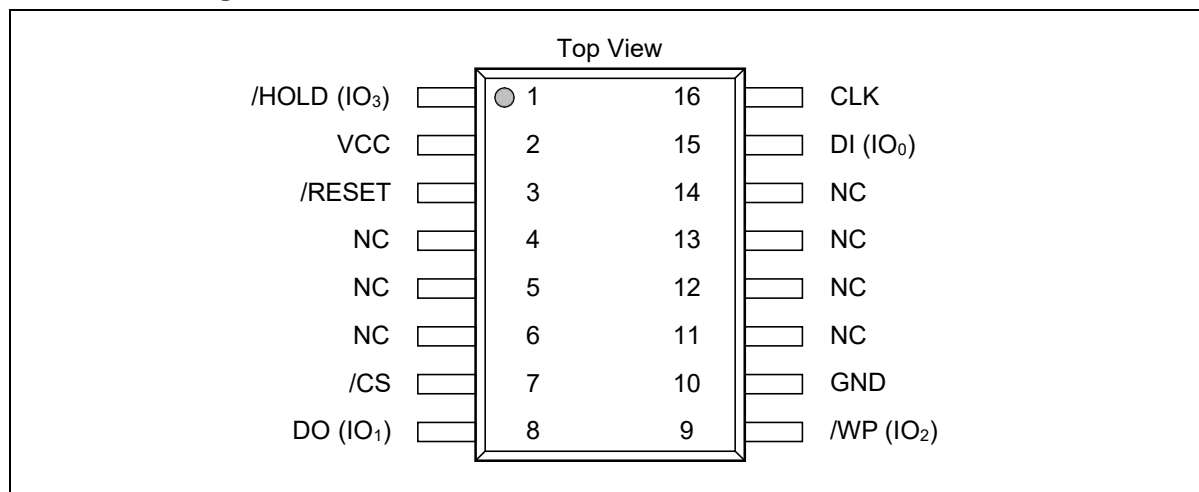 Top View
/HOLD (IO₃) 1 16 CLK
VCC 2 15 DI (IO₀)
/RESET 3 14 NC
NC 4 13 NC
NC 5 12 NC
NC 6 11 NC
/CS 7 10 GND
DO (IO₁) 8 9 /WP (IO₂)